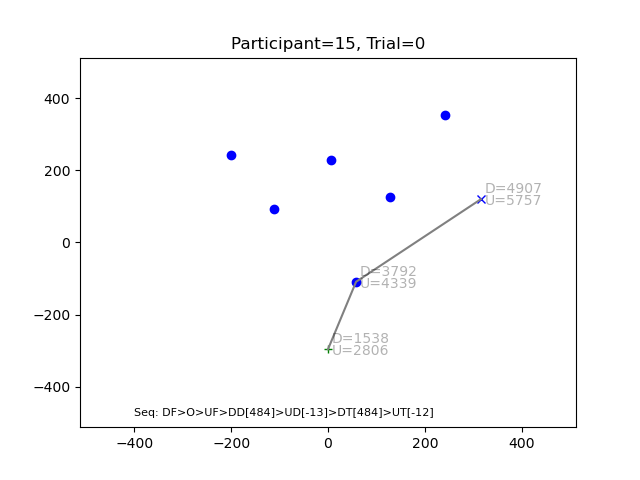 Participant=15, Trial=0
400
200
0
−200
−400
D=4907
U=5757
D=3792
U=4339
D=1538
U=2806
Seq: DF>O>UF>DD[484]>UD[-13]>DT[484]>UT[-12]
−400
−200
0
200
400